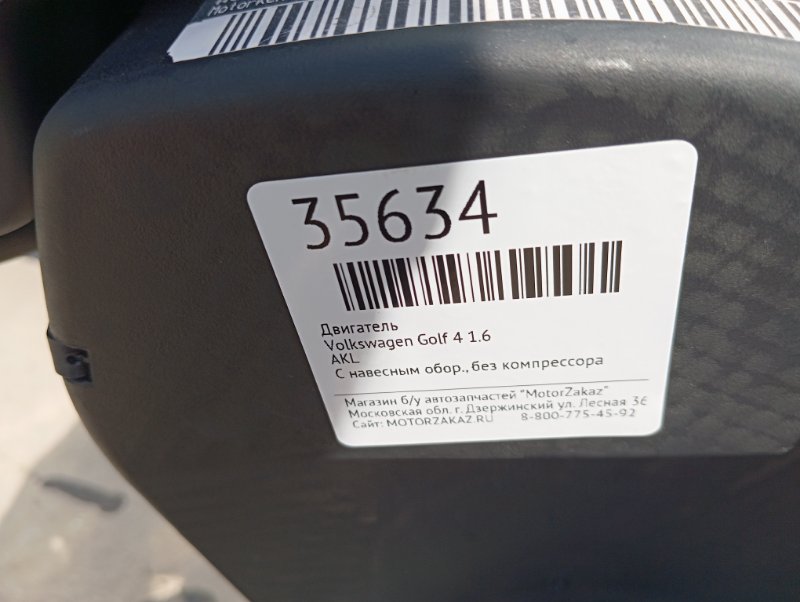 35634
Двигатель
Volkswagen Golf 4 1.6
AKL
С навесным обор., без компрессора
Магазин б/у автозапчастей "MotorZakaz"
Московская обл. г. Дзержинский ул. Лесная 36
Сайт: MOTORZAKAZ.RU 8-800-775-45-92